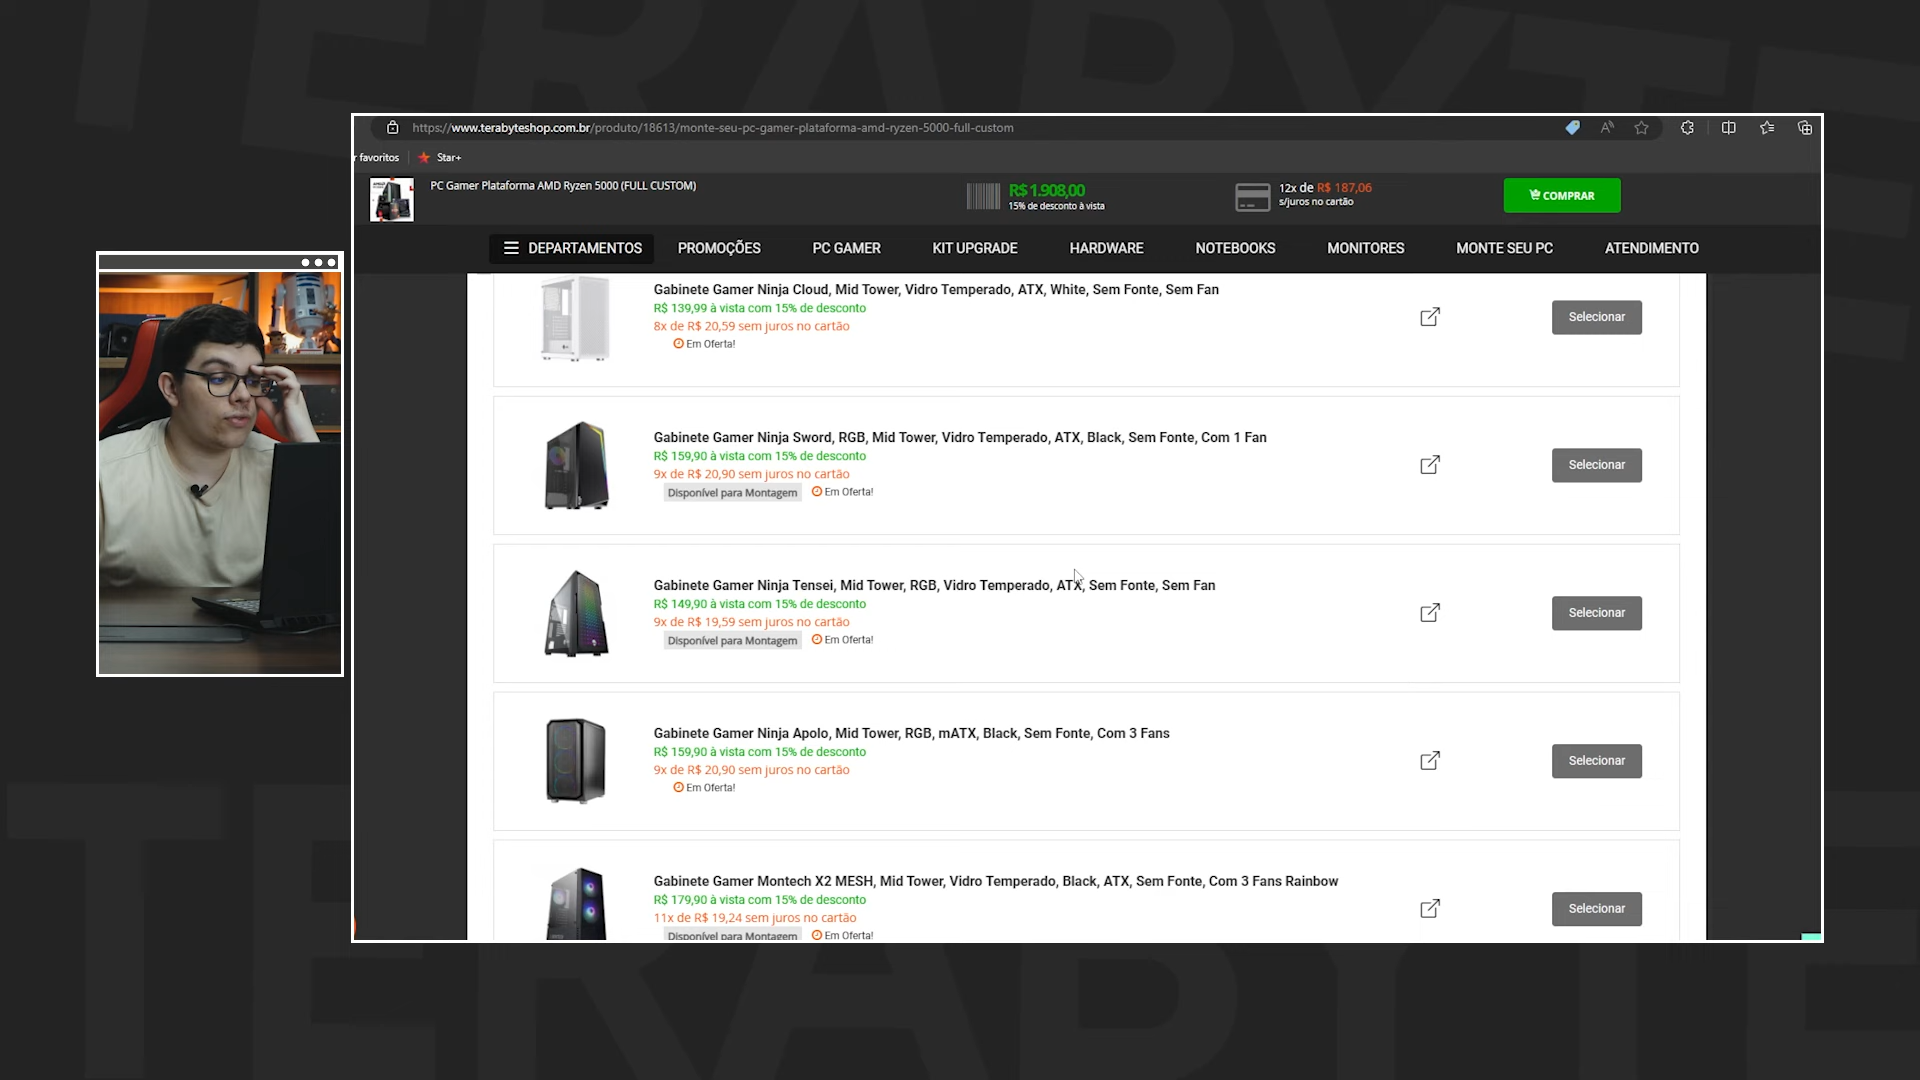 TERABYTE
https://www.terabyteshop.com.br/produto/18613/monte-seu-pc-gamer-plataforma-amd-ryzen-5000-full-custom
r favoritos
Star+
PC Gamer Plataforma AMD Ryzen 5000 (FULL CUSTOM)
R$ 1.908,00
15% de desconto à vista
12x de R$ 187,06
s/juros no cartão
COMPRAR
DEPARTAMENTOS PROMOÇÕES PC GAMER KIT UPGRADE HARDWARE NOTEBOOKS MONITORES MONTE SEU PC ATENDIMENTO
Gabinete Gamer Ninja Cloud, Mid Tower, Vidro Temperado, ATX, White, Sem Fonte, Sem Fan
R$ 139,99 à vista com 15% de desconto
8x de R$ 20,59 sem juros no cartão
Em Oferta!
Selecionar
Gabinete Gamer Ninja Sword, RGB, Mid Tower, Vidro Temperado, ATX, Black, Sem Fonte, Com 1 Fan
R$ 159,90 à vista com 15% de desconto
9x de R$ 20,90 sem juros no cartão
Disponível para Montagem Em Oferta!
Selecionar
Gabinete Gamer Ninja Tensei, Mid Tower, RGB, Vidro Temperado, ATX, Sem Fonte, Sem Fan
R$ 149,90 à vista com 15% de desconto
9x de R$ 19,59 sem juros no cartão
Disponível para Montagem Em Oferta!
Selecionar
Gabinete Gamer Ninja Apolo, Mid Tower, RGB, mATX, Black, Sem Fonte, Com 3 Fans
R$ 159,90 à vista com 15% de desconto
9x de R$ 20,90 sem juros no cartão
Em Oferta!
Selecionar
Gabinete Gamer Montech X2 MESH, Mid Tower, Vidro Temperado, Black, ATX, Sem Fonte, Com 3 Fans Rainbow
R$ 179,90 à vista com 15% de desconto
11x de R$ 19,24 sem juros no cartão
Disponível para Montagem Em Oferta!
Selecionar
TERABYTE